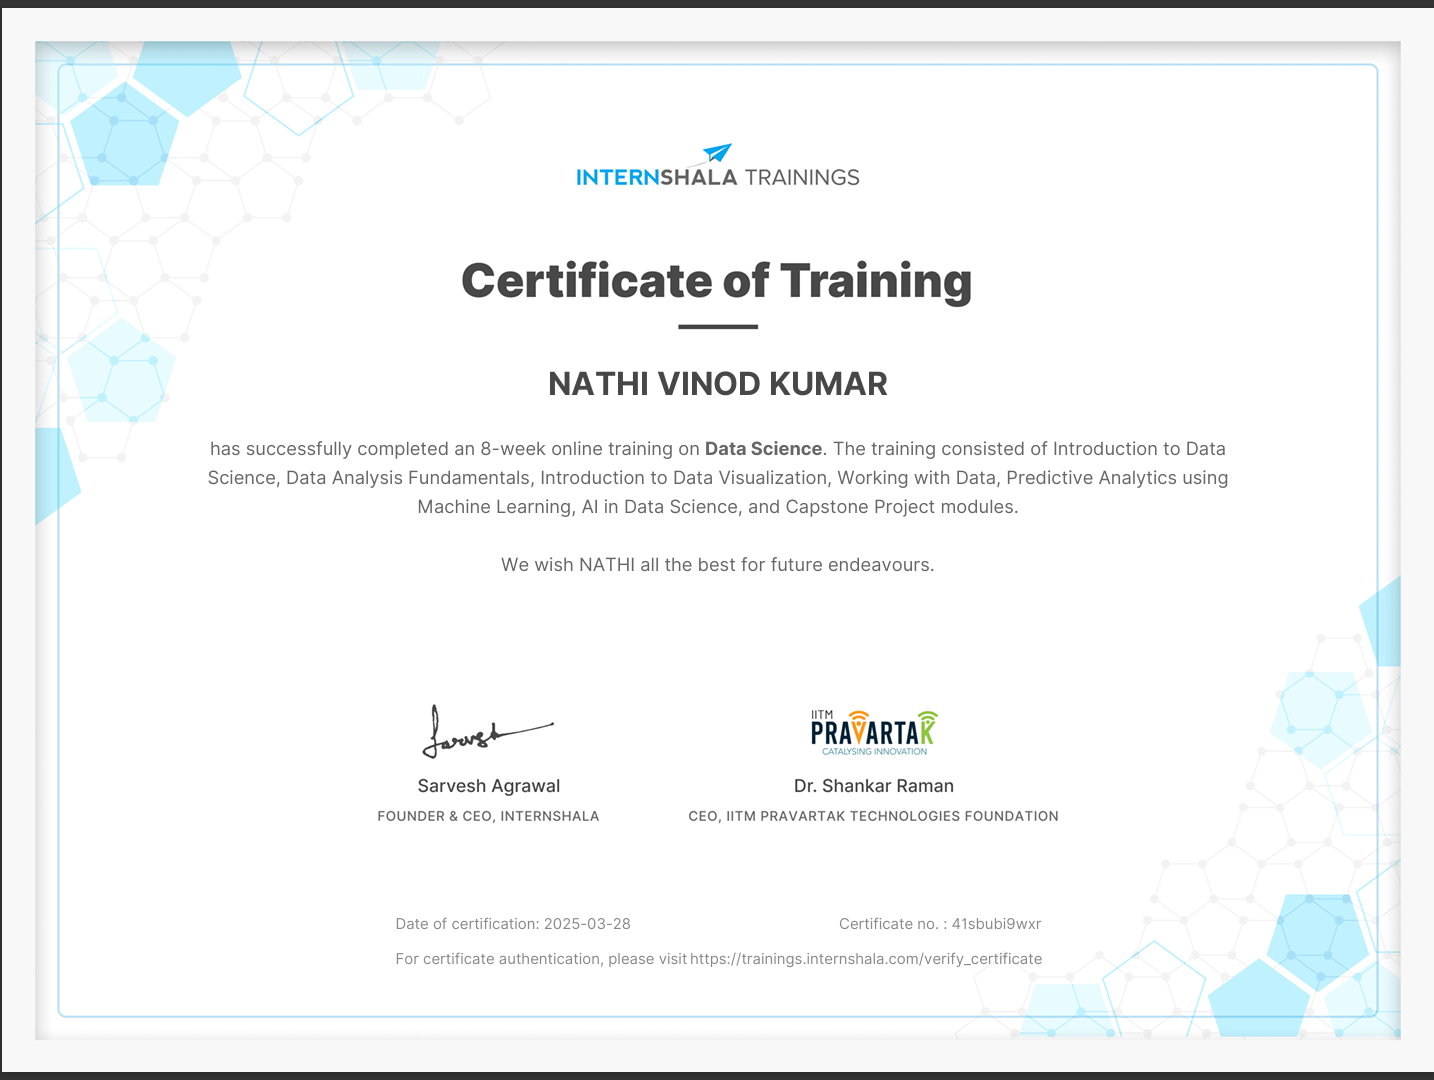 INTERNSHALA TRAININGS
Certificate of Training
NATHI VINOD KUMAR
has successfully completed an 8-week online training on Data Science. The training consisted of Introduction to Data
Science, Data Analysis Fundamentals, Introduction to Data Visualization, Working with Data, Predictive Analytics using
Machine Learning, AI in Data Science, and Capstone Project modules.
We wish NATHI all the best for future endeavours.
Sarvesh
IITM
PRAVARTAK
CATALYSING INNOVATION
Sarvesh Agrawal
Dr. Shankar Raman
FOUNDER & CEO, INTERNSHALA
CEO, IITM PRAVARTAK TECHNOLOGIES FOUNDATION
Date of certification: 2025-03-28
Certificate no. : 41sbubi9wxr
For certificate authentication, please visit https://trainings.internshala.com/verify_certificate